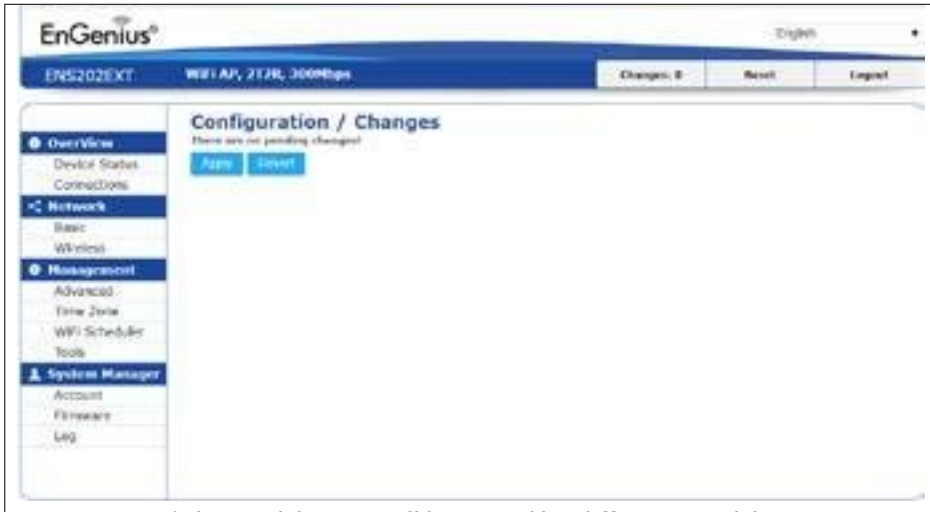 EnGenius®
English
ENS202EXT
WiFi AP, 2T2R, 300Mbps
Changes: 0
Reset
Logout
Configuration / Changes
There are no pending changes!
Apply
Revert
OverView
Device Status
Connections
Network
Basic
Wireless
Management
Advanced
Time Zone
WiFi Scheduler
Tools
System Manager
Account
Firmware
Log